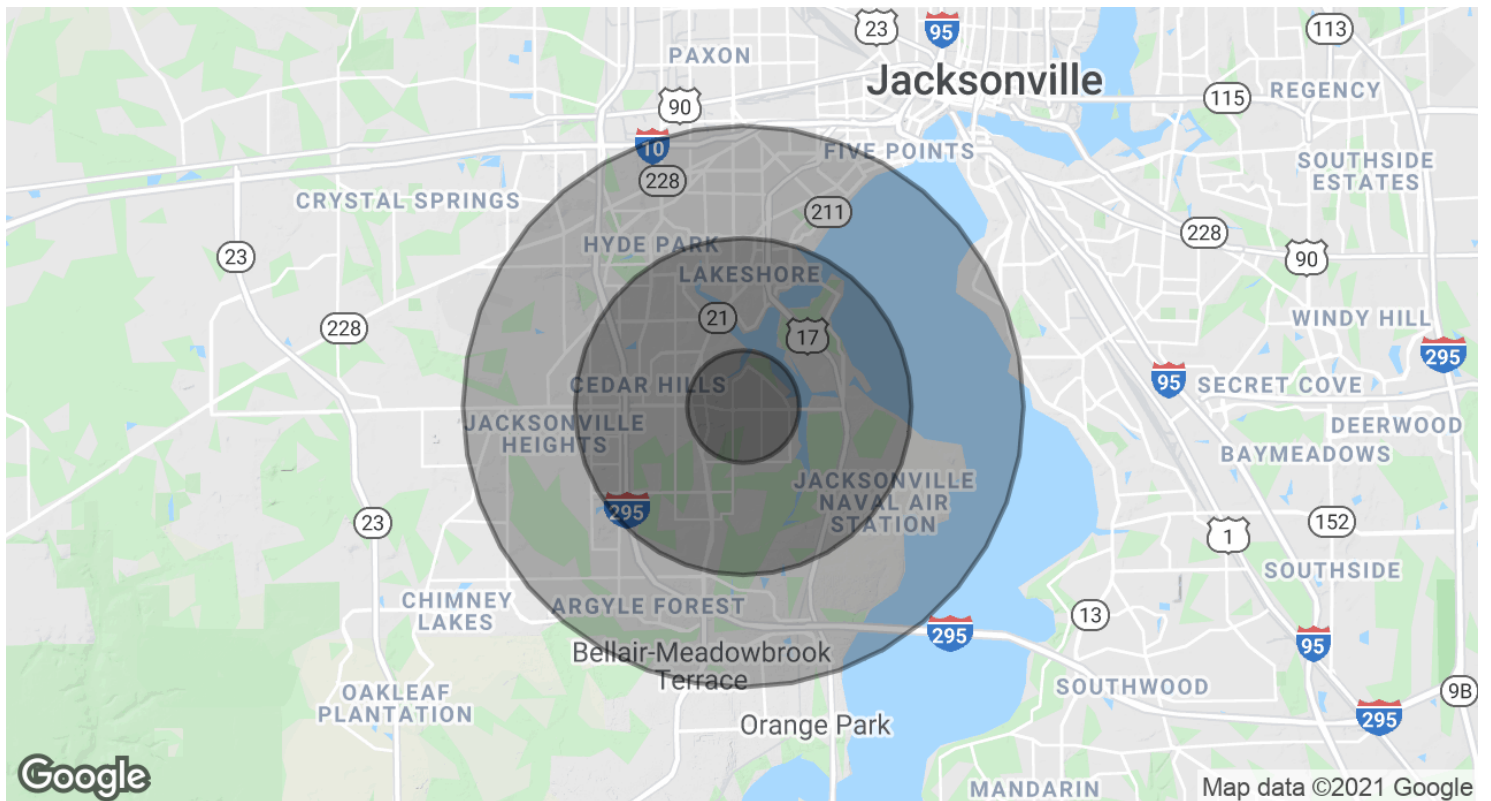 23
95
113
PAXON
Jacksonville
REGENCY
115
90
10
FIVE POINTS
SOUTHSIDE
ESTATES
228
CRYSTAL SPRINGS
211
228
HYDE PARK
23
90
LAKESHORE
21
WINDY HILL
228
17
295
CEDAR HILLS
95
SECRET COVE
JACKSONVILLE
HEIGHTS
DEERWOOD
BAYMEADOWS
JACKSONVILLE
NAVAL AIR
STATION
295
23
152
1
SOUTHSIDE
CHIMNEY
LAKES
ARGYLE FOREST
13
295
95
Bellair-Meadowbrook
Terrace
OAKLEAF
PLANTATION
SOUTHWOOD
9B
295
Orange Park
Google
MANDARIN
Map data ©2021 Google